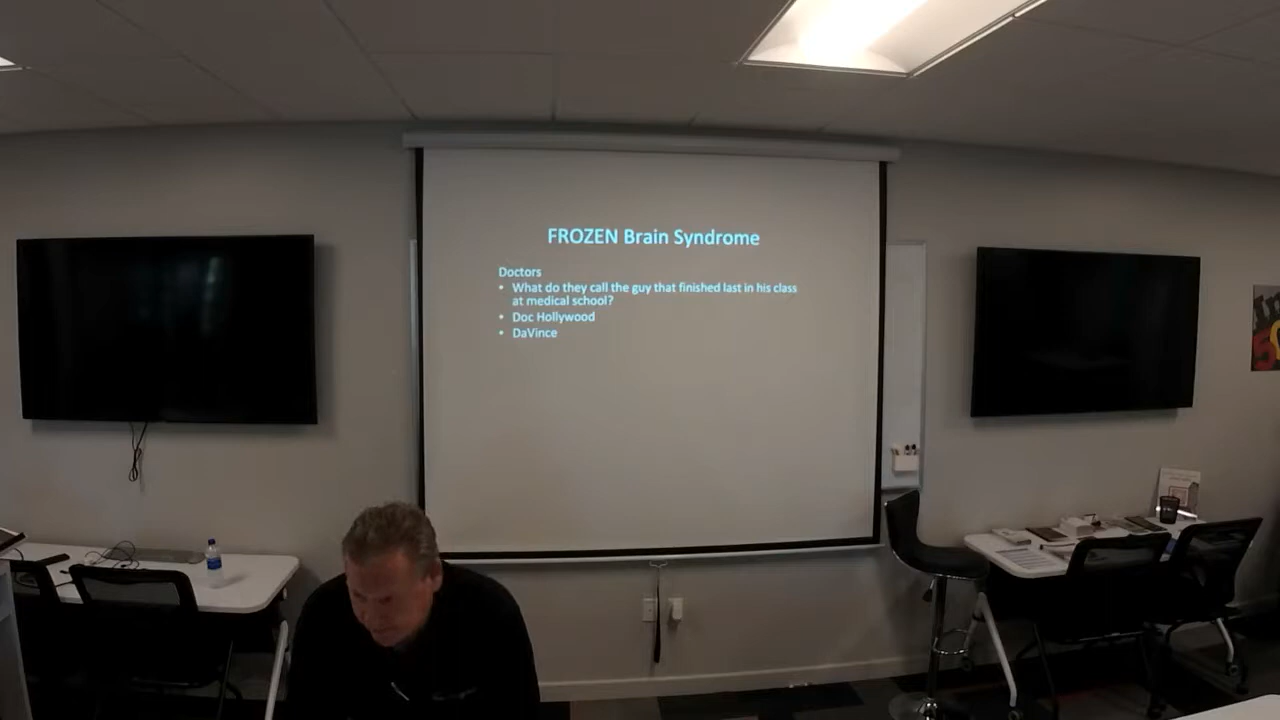 FROZEN Brain Syndrome
Doctors
• What do they call the guy that finished last in his class
at medical school?
• Doc Hollywood
• DaVince